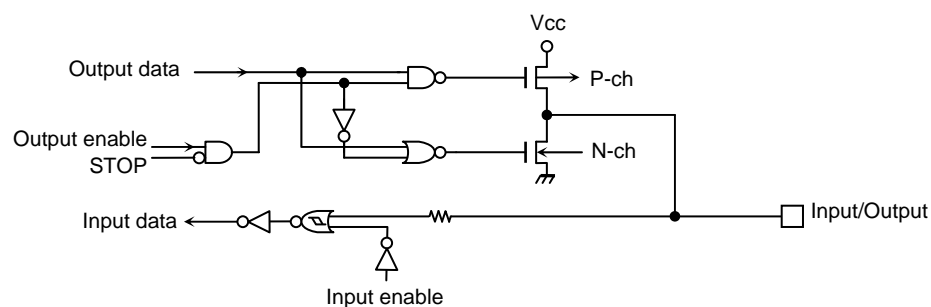 Vcc
Output data
P-ch
Output enable
STOP
N-ch
Input data
Input/Output
Input enable